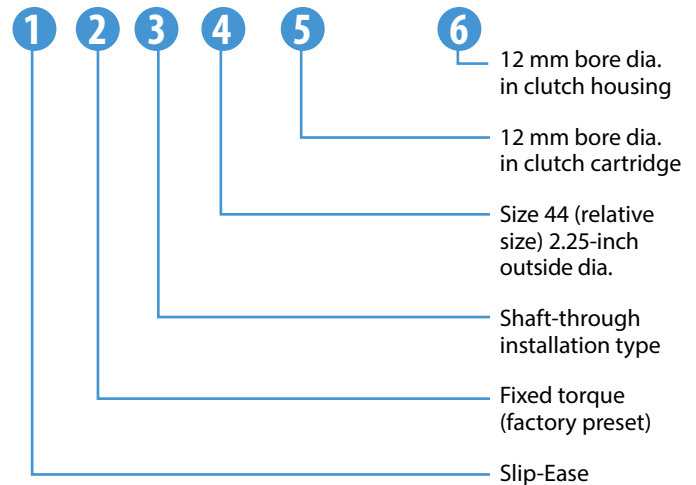 1 2 3 4 5 6
12 mm bore dia.
in clutch housing
12 mm bore dia.
in clutch cartridge
Size 44 (relative
size) 2.25-inch
outside dia.
Shaft-through
installation type
Fixed torque
(factory preset)
Slip-Ease